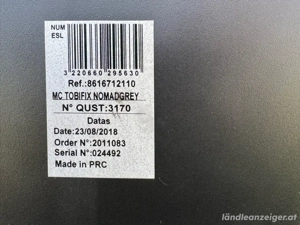 NUM
ESL
3 220660 295630
Ref.:8616712110
MC TOBIFIX NOMADGREY
N° QUST:3170
Datas
Date:23/08/2018
Order N°:2011083
Serial N°:024492
Made in PRC
ländleanzeiger.at